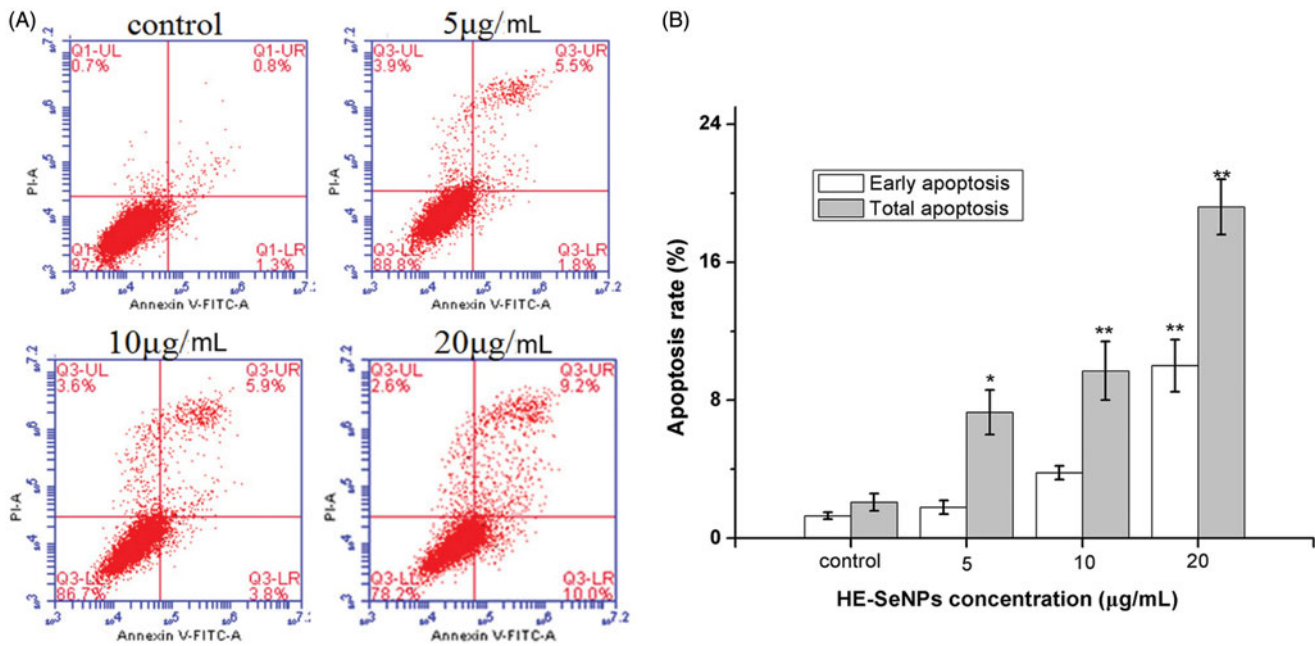 (A)
control
Q1-UL
0.7%
Q1-UR
0.8%
Q1-LR
1.3%
PI-A
Annexin V-FITC-A
5μg/mL
Q3-UL
3.9%
Q3-UR
5.5%
Q3-LL
88.8%
Q3-LR
1.8%
PI-A
Annexin V-FITC-A
10μg/mL
Q3-UL
3.6%
Q3-UR
5.9%
Q3-LL
86.7%
Q3-LR
3.8%
PI-A
Annexin V-FITC-A
20μg/mL
Q3-UL
2.6%
Q3-UR
9.2%
Q3-LL
78.2%
Q3-LR
10.0%
PI-A
Annexin V-FITC-A
(B)
24
16
8
0
Apoptosis rate (%)
Early apoptosis
Total apoptosis
*
**
**
**
control
5
10
20
HE-SeNPs concentration (μg/mL)